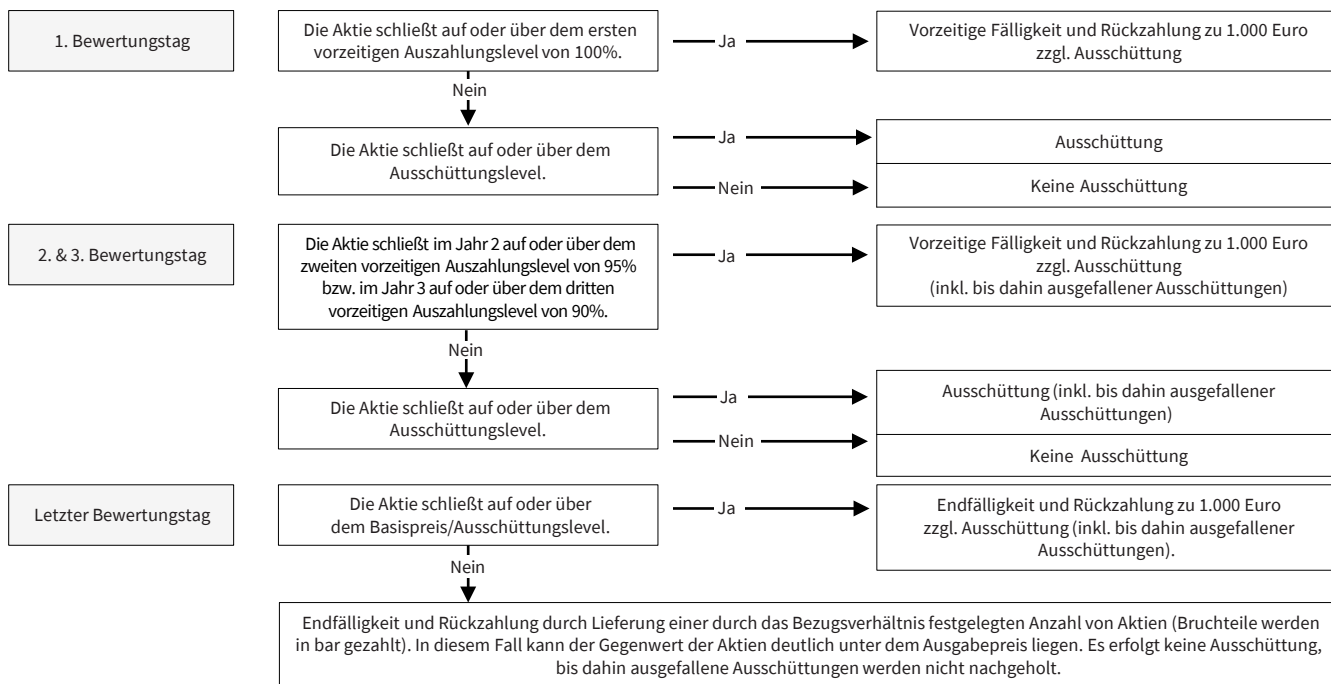 1. Bewertungstag
Die Aktie schließt auf oder über dem ersten
vorzeitigen Auszahlungslevel von 100%.
Ja
Vorzeitige Fälligkeit und Rückzahlung zu 1.000 Euro
zzgl. Ausschüttung
Nein
Die Aktie schließt auf oder über dem
Ausschüttungslevel.
Ja
Ausschüttung
Nein
Keine Ausschüttung
2. & 3. Bewertungstag
Die Aktie schließt im Jahr 2 auf oder über dem
zweiten vorzeitigen Auszahlungslevel von 95%
bzw. im Jahr 3 auf oder über dem dritten
vorzeitigen Auszahlungslevel von 90%.
Ja
Vorzeitige Fälligkeit und Rückzahlung zu 1.000 Euro
zzgl. Ausschüttung
(inkl. bis dahin ausgefallener Ausschüttungen)
Nein
Die Aktie schließt auf oder über dem
Ausschüttungslevel.
Ja
Ausschüttung (inkl. bis dahin ausgefallener
Ausschüttungen)
Nein
Keine Ausschüttung
Letzter Bewertungstag
Die Aktie schließt auf oder über
dem Basispreis/Ausschüttungslevel.
Ja
Endfälligkeit und Rückzahlung zu 1.000 Euro
zzgl. Ausschüttung (inkl. bis dahin ausgefallener
Ausschüttungen).
Nein
Endfälligkeit und Rückzahlung durch Lieferung einer durch das Bezugsverhältnis festgelegten Anzahl von Aktien (Bruchteile werden
in bar gezahlt). In diesem Fall kann der Gegenwert der Aktien deutlich unter dem Ausgabepreis liegen. Es erfolgt keine Ausschüttung,
bis dahin ausgefallene Ausschüttungen werden nicht nachgeholt.